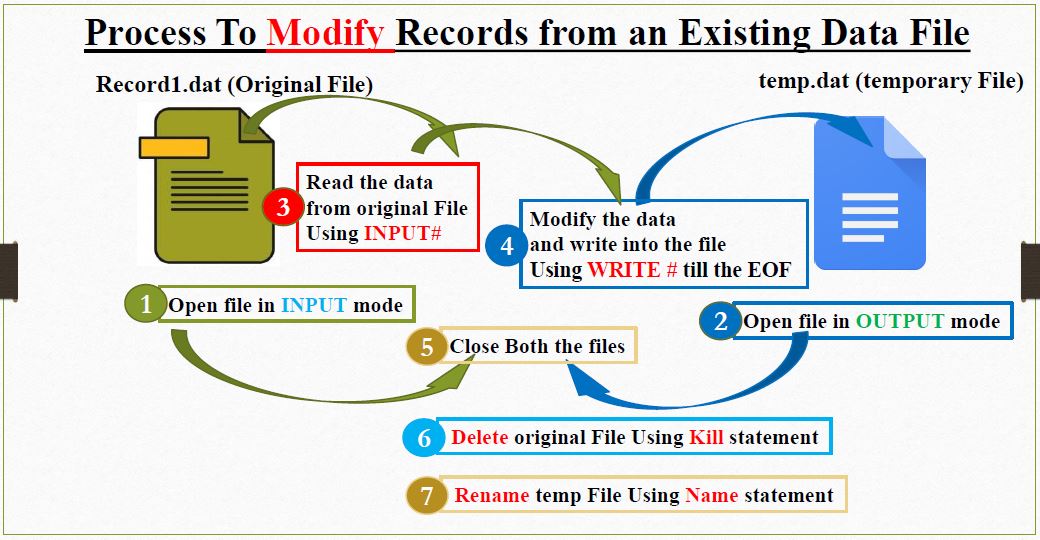 Process To Modify Records from an Existing Data File
Record1.dat (Original File)
temp.dat (temporary File)
3
Read the data
from original File
Using INPUT#
4
Modify the data
and write into the file
Using WRITE # till the EOF
1
Open file in INPUT mode
2
Open file in OUTPUT mode
5
Close Both the files
6
Delete original File Using Kill statement
7
Rename temp File Using Name statement